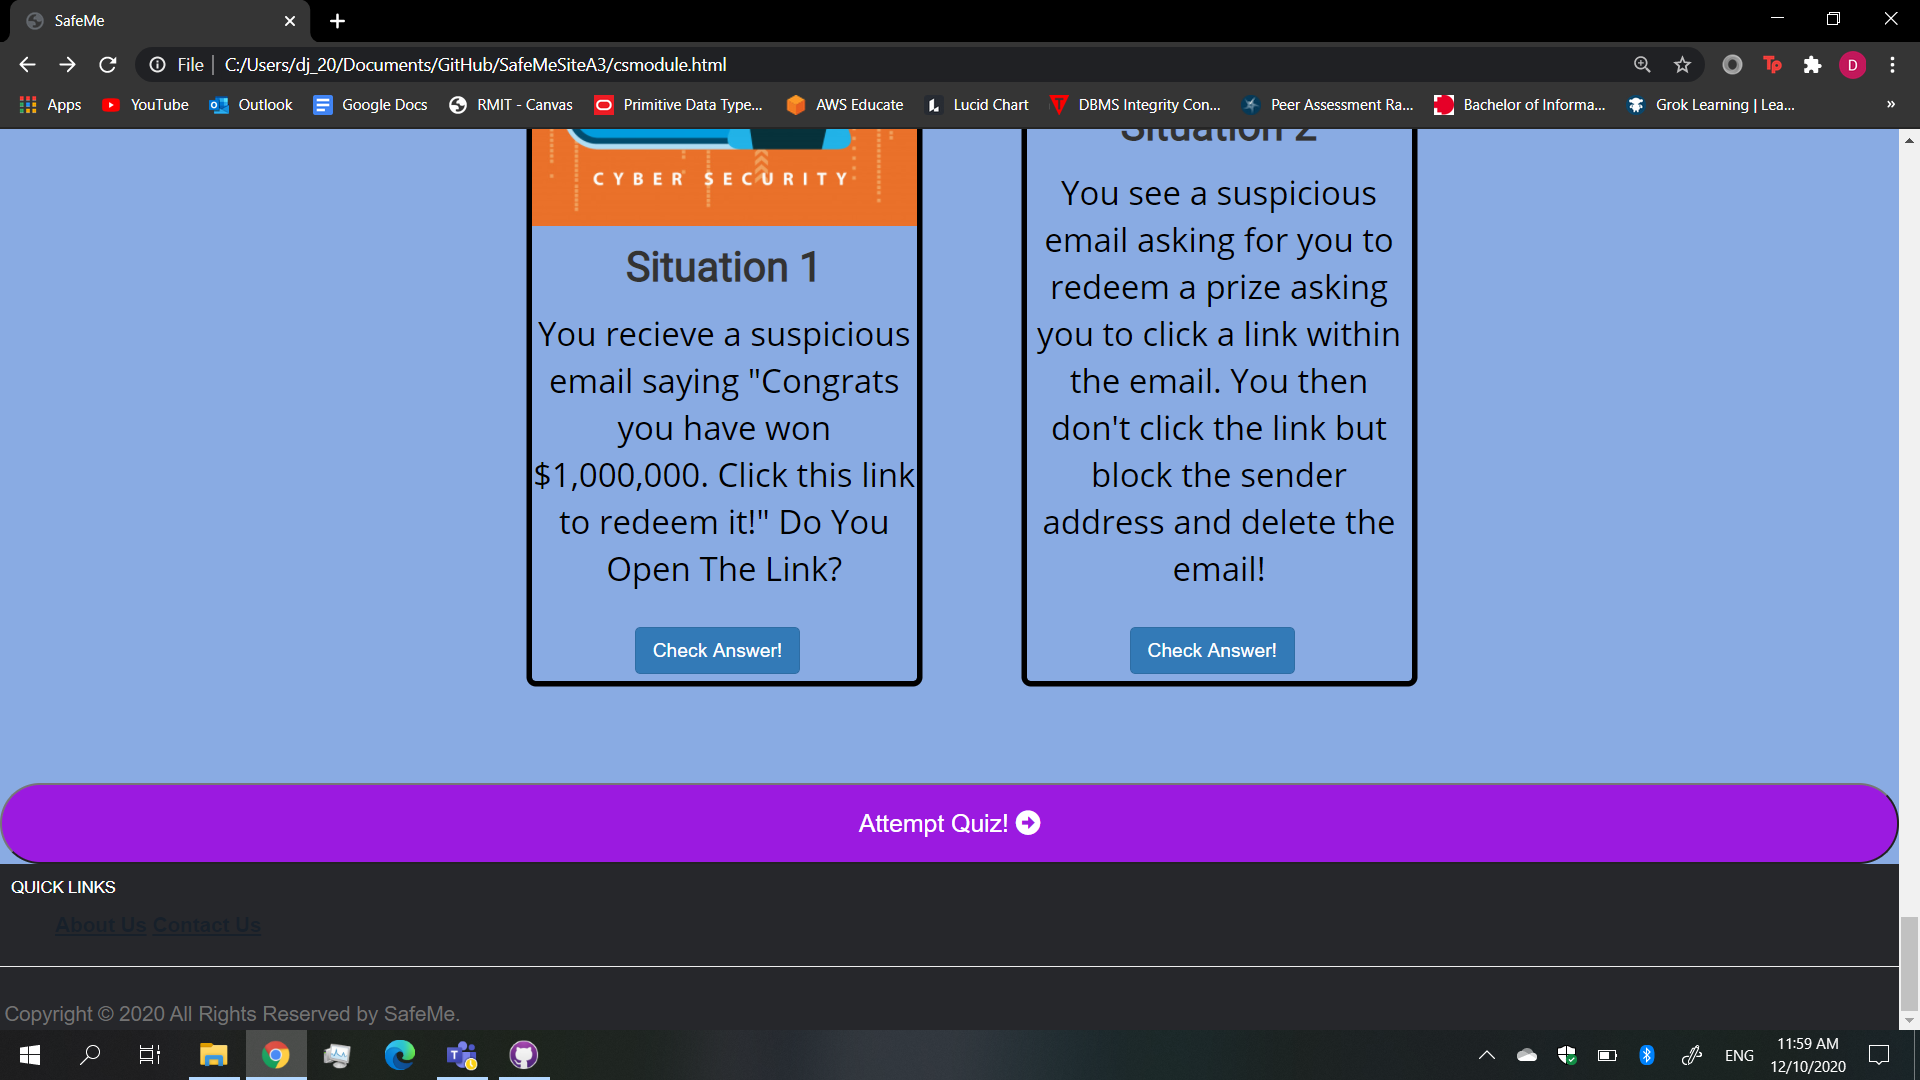 SafeMe
File
C:/Users/dj_20/Documents/GitHub/SafeMeSiteA3/csmodule.html
Tp
D
Apps
YouTube
Outlook
Google Docs
RMIT - Canvas
Primitive Data Type...
AWS Educate
Lucid Chart
DBMS Integrity Con...
Peer Assessment Ra...
Bachelor of Informa...
Grok Learning | Lea...
»
CYBER SECURITY
Situation 1
You recieve a suspicious
email saying "Congrats
you have won
$1,000,000. Click this link
to redeem it!" Do You
Open The Link?
Check Answer!
Situation 2
You see a suspicious
email asking for you to
redeem a prize asking
you to click a link within
the email. You then
don't click the link but
block the sender
address and delete the
email!
Check Answer!
Attempt Quiz!
QUICK LINKS
About Us Contact Us
Copyright © 2020 All Rights Reserved by SafeMe.
ENG
11:59 AM
12/10/2020